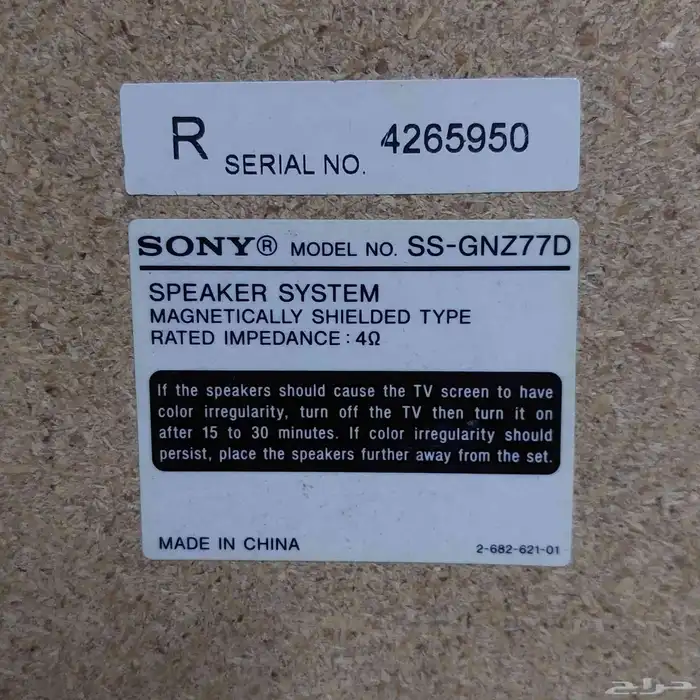 R SERIAL NO. 4265950
SONY® MODEL NO. SS-GNZ77D
SPEAKER SYSTEM
MAGNETICALLY SHIELDED TYPE
RATED IMPEDANCE : 4Ω
If the speakers should cause the TV screen to have
color irregularity, turn off the TV then turn it on
after 15 to 30 minutes. If color irregularity should
persist, place the speakers further away from the set.
MADE IN CHINA 2-682-621-01
حراج